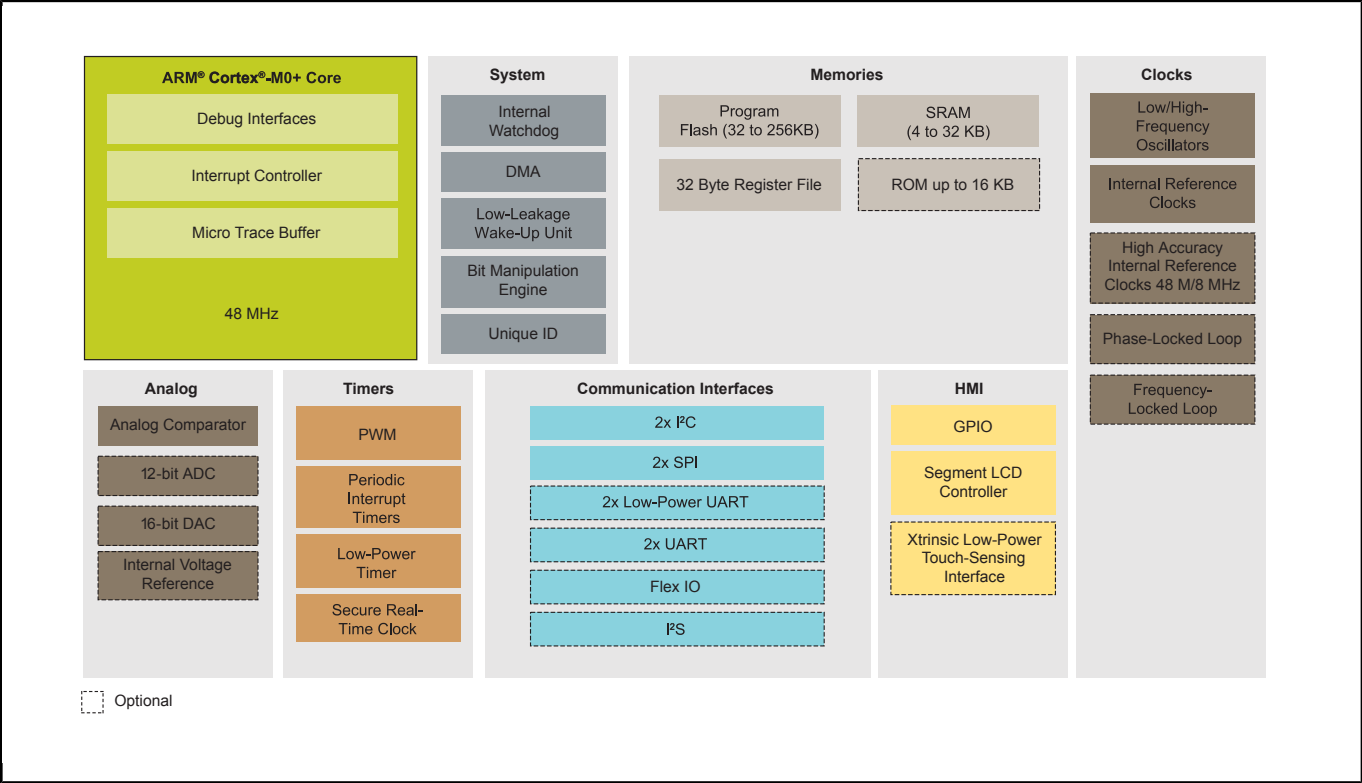 ARM® Cortex®-M0+ Core
Debug Interfaces
Interrupt Controller
Micro Trace Buffer
48 MHz
System
Internal
Watchdog
DMA
Low-Leakage
Wake-Up Unit
Bit Manipulation
Engine
Unique ID
Memories
Program
Flash (32 to 256KB)
SRAM
(4 to 32 KB)
32 Byte Register File
ROM up to 16 KB
Clocks
Low/High-
Frequency
Oscillators
Internal Reference
Clocks
High Accuracy
Internal Reference
Clocks 48 M/8 MHz
Phase-Locked Loop
Frequency-
Locked Loop
Analog
Analog Comparator
12-bit ADC
16-bit DAC
Internal Voltage
Reference
Timers
PWM
Periodic
Interrupt
Timers
Low-Power
Timer
Secure Real-
Time Clock
Communication Interfaces
2x I²C
2x SPI
2x Low-Power UART
2x UART
Flex IO
I²S
HMI
GPIO
Segment LCD
Controller
Xtrinsic Low-Power
Touch-Sensing
Interface
Optional